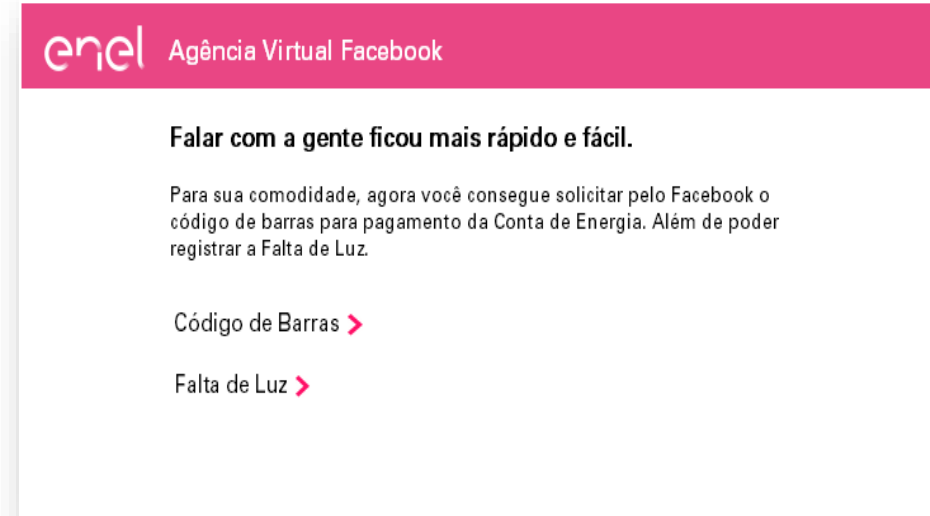 enel Agência Virtual Facebook
Falar com a gente ficou mais rápido e fácil.
Para sua comodidade, agora você consegue solicitar pelo Facebook o
código de barras para pagamento da Conta de Energia. Além de poder
registrar a Falta de Luz.
Código de Barras
Falta de Luz